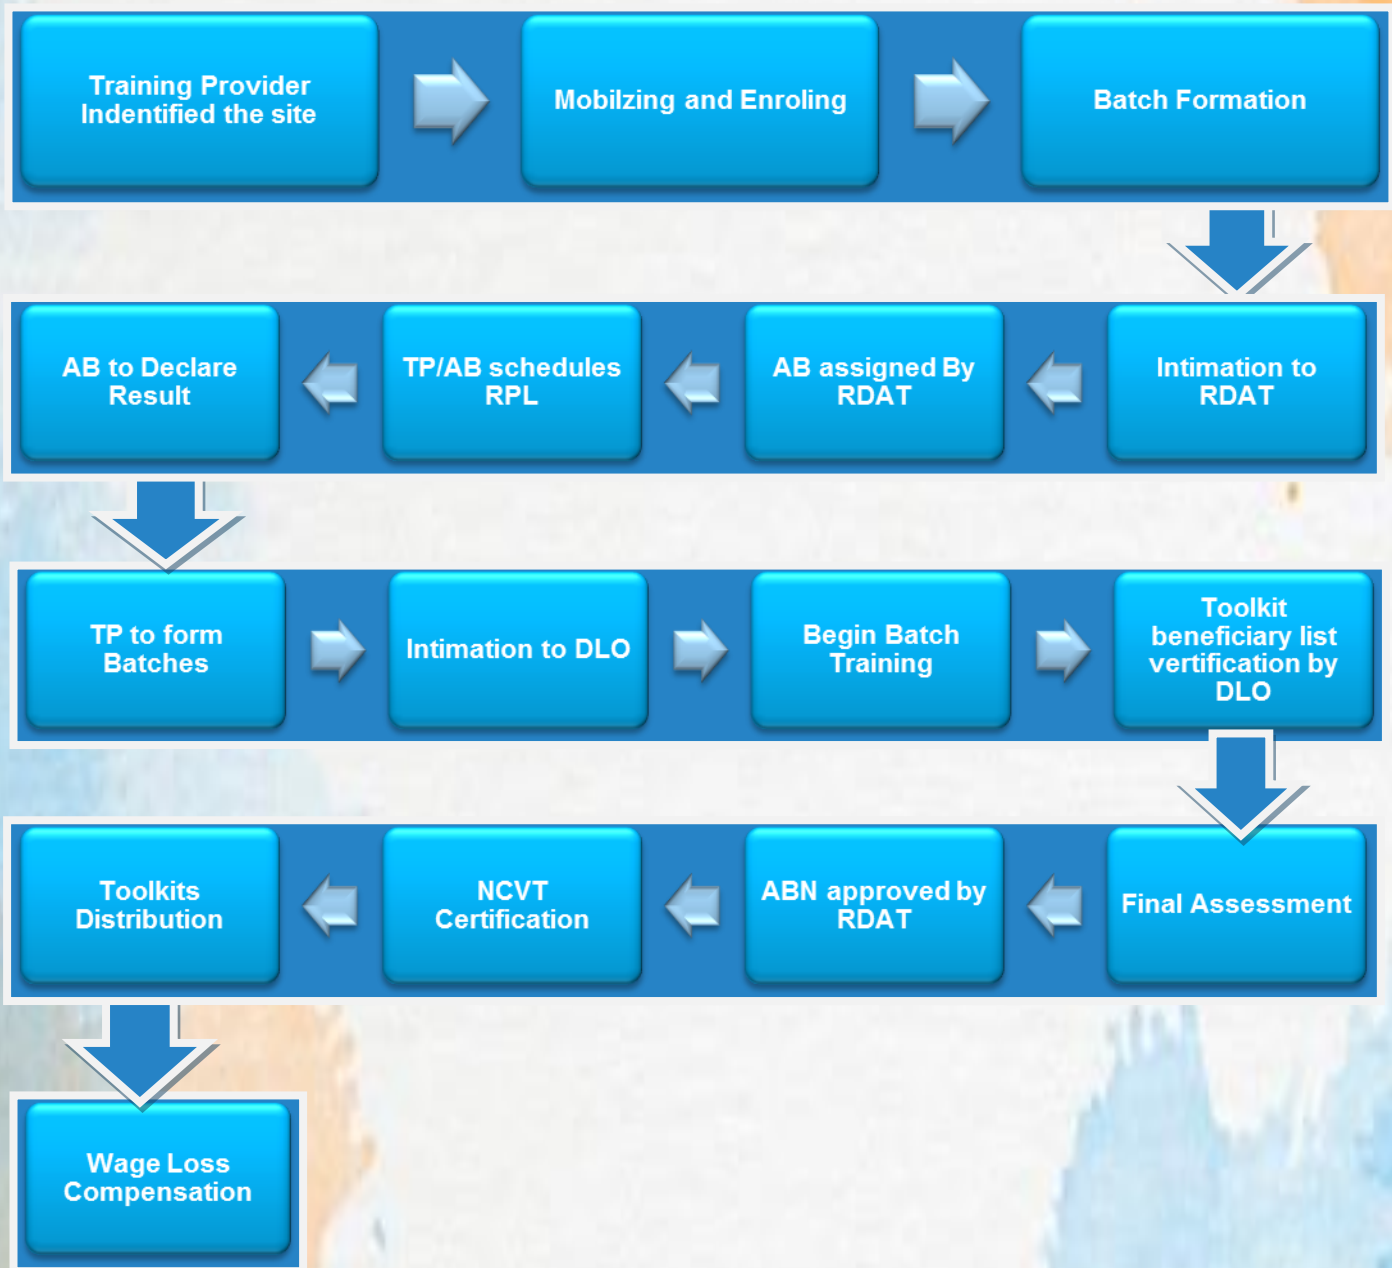 Training Provider
Indentified the site
Mobilzing and Enroling
Batch Formation
Intimation to
RDAT
AB assigned By
RDAT
TP/AB schedules
RPL
AB to Declare
Result
TP to form
Batches
Intimation to DLO
Begin Batch
Training
Toolkit
beneficiary list
vertification by
DLO
Final Assessment
ABN approved by
RDAT
NCVT
Certification
Toolkits
Distribution
Wage Loss
Compensation